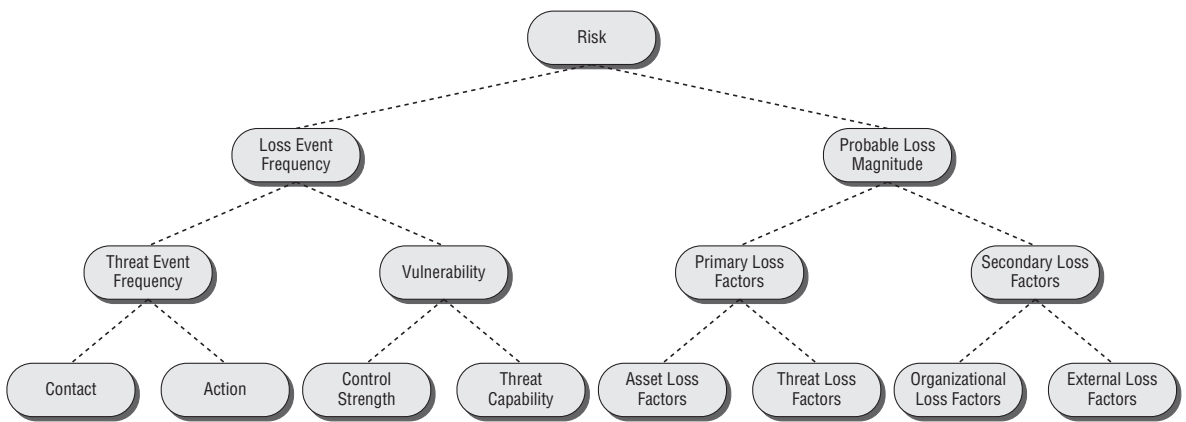 Risk
Loss Event
Frequency
Probable Loss
Magnitude
Threat Event
Frequency
Vulnerability
Primary Loss
Factors
Secondary Loss
Factors
Contact
Action
Control
Strength
Threat
Capability
Asset Loss
Factors
Threat Loss
Factors
Organizational
Loss Factors
External Loss
Factors